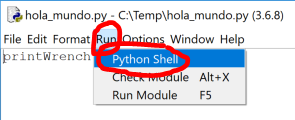 hola_mundo.py - C:\Temp\hola_mundo.py (3.6.8)
File Edit Format Run Options Window Help
printWrench
Python Shell
Check Module Alt+X
Run Module F5